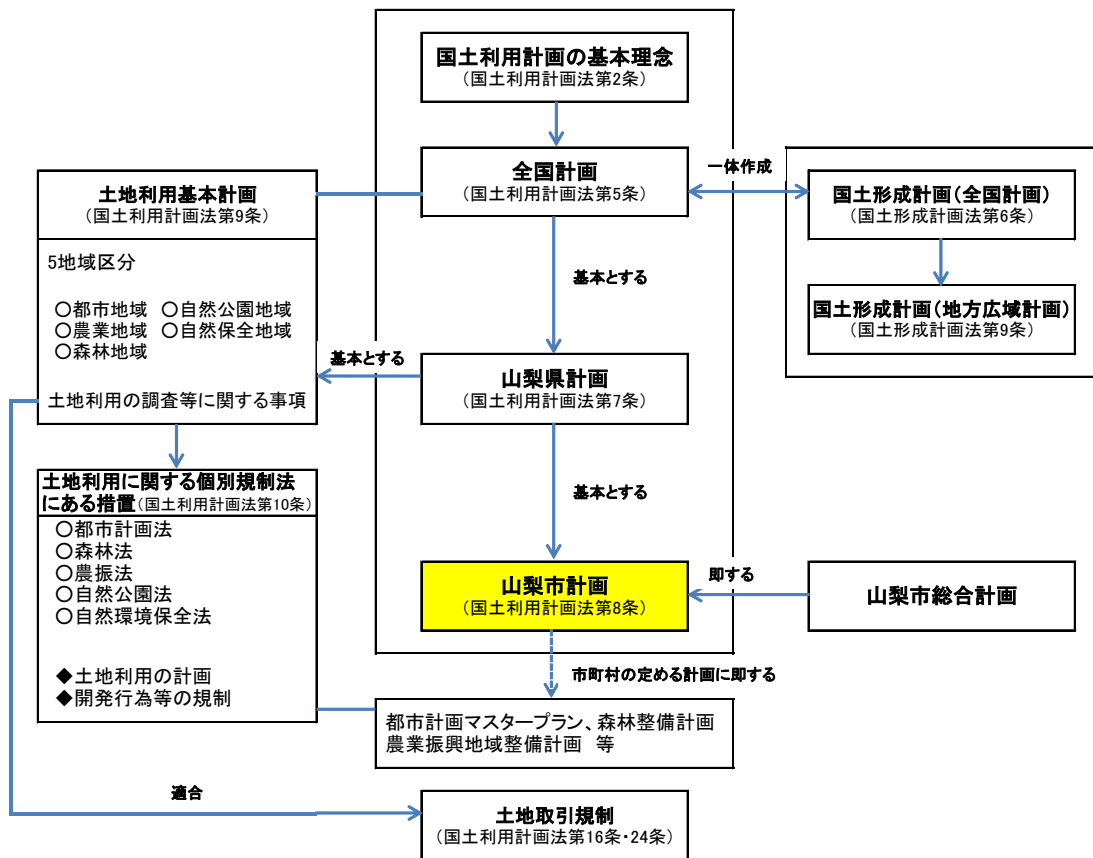 国土利用計画の基本理念
(国土利用計画法第2条)
全国計画
(国土利用計画法第5条)
一体作成
国土形成計画(全国計画)
(国土形成計画法第6条)
国土形成計画(地方広域計画)
(国土形成計画法第9条)
土地利用基本計画
(国土利用計画法第9条)
5地域区分
〇都市地域 〇自然公園地域
〇農業地域 〇自然保全地域
〇森林地域
土地利用の調査等に関する事項
基本とする
基本とする
山梨県計画
(国土利用計画法第7条)
土地利用に関する個別規制法
にある措置(国土利用計画法第10条)
〇都市計画法
〇森林法
〇農振法
〇自然公園法
〇自然環境保全法
◆土地利用の計画
◆開発行為等の規制
基本とする
山梨市計画
(国土利用計画法第8条)
即する
山梨市総合計画
市町村の定める計画に即する
都市計画マスタープラン、森林整備計画
農業振興地域整備計画 等
適合
土地取引規制
(国土利用計画法第16条・24条)